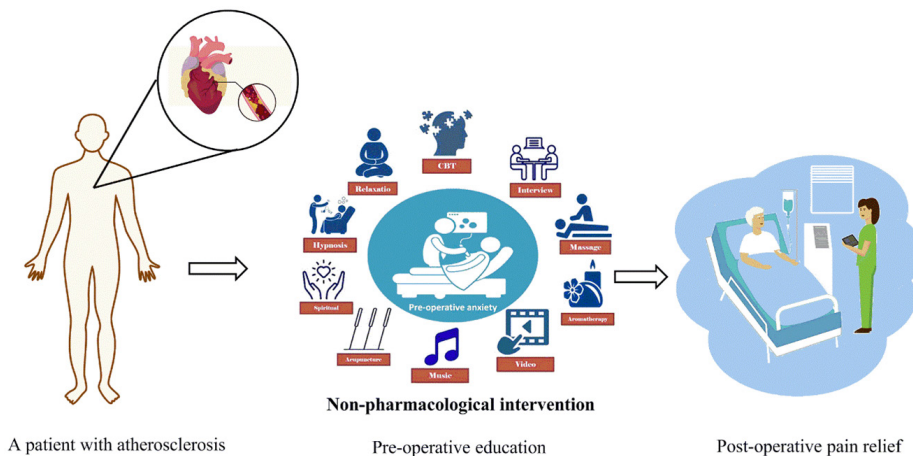 CBT
Relaxatio
Interview
Hypnosis
Massage
Spiritual
Pre-operative anxiety
Aromatherapy
Acupuncture
Music
Video
Non-pharmacological intervention
A patient with atherosclerosis
Pre-operative education
Post-operative pain relief